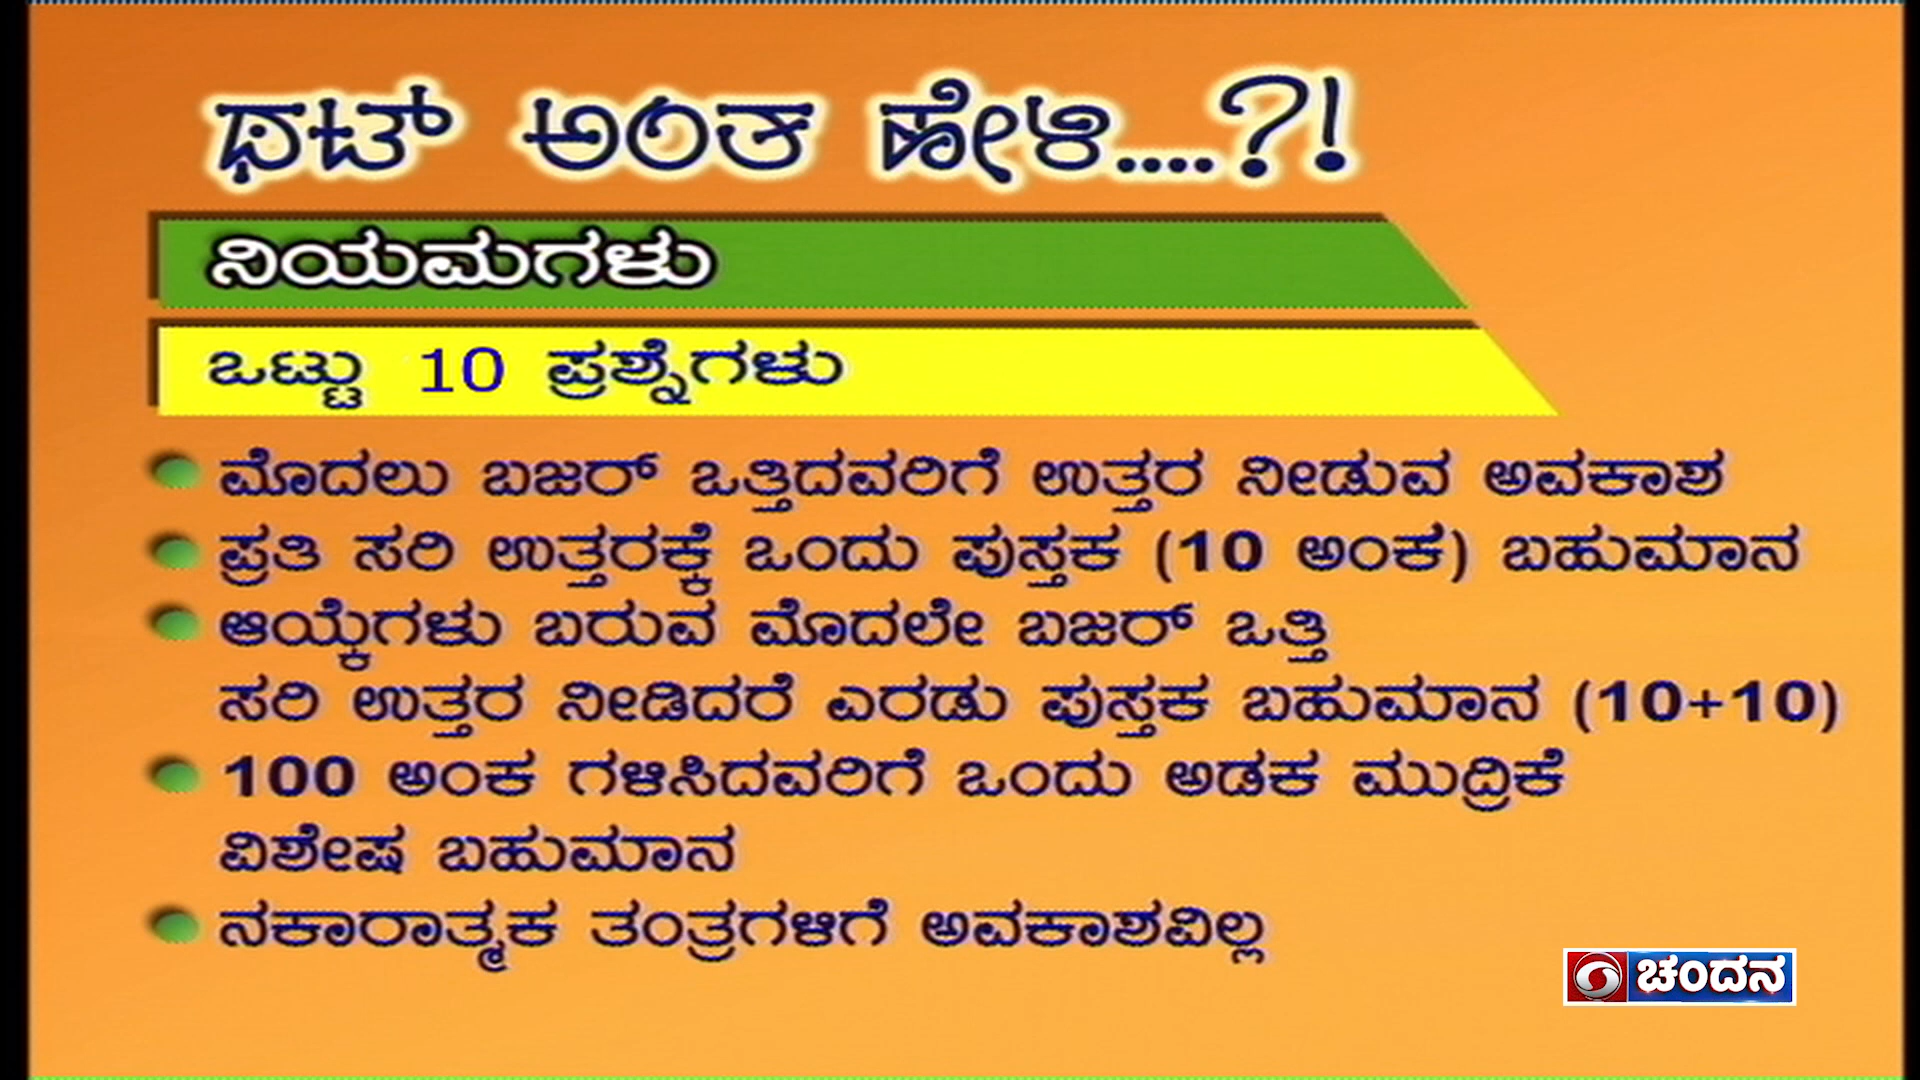 ಥಟ್ ಅಂತ ಹೇಳಿ....?!
ನಿಯಮಗಳು
ಒಟ್ಟು 10 ಪ್ರಶ್ನೆಗಳು
ಮೊದಲು ಬಜರ್ ಒತ್ತಿದವರಿಗೆ ಉತ್ತರ ನೀಡುವ ಅವಕಾಶ
ಪ್ರತಿ ಸರಿ ಉತ್ತರಕ್ಕೆ ಒಂದು ಪುಸ್ತಕ (10 ಅಂಕ) ಬಹುಮಾನ
ಆಯ್ಕೆಗಳು ಬರುವ ಮೊದಲೇ ಬಜರ್ ಒತ್ತಿ
ಸರಿ ಉತ್ತರ ನೀಡಿದರೆ ಎರಡು ಪುಸ್ತಕ ಬಹುಮಾನ (10+10)
100 ಅಂಕ ಗಳಿಸಿದವರಿಗೆ ಒಂದು ಅಡಕ ಮುದ್ರಿಕೆ
ವಿಶೇಷ ಬಹುಮಾನ
ನಕಾರಾತ್ಮಕ ತಂತ್ರಗಳಿಗೆ ಅವಕಾಶವಿಲ್ಲ
ಚಂದನ